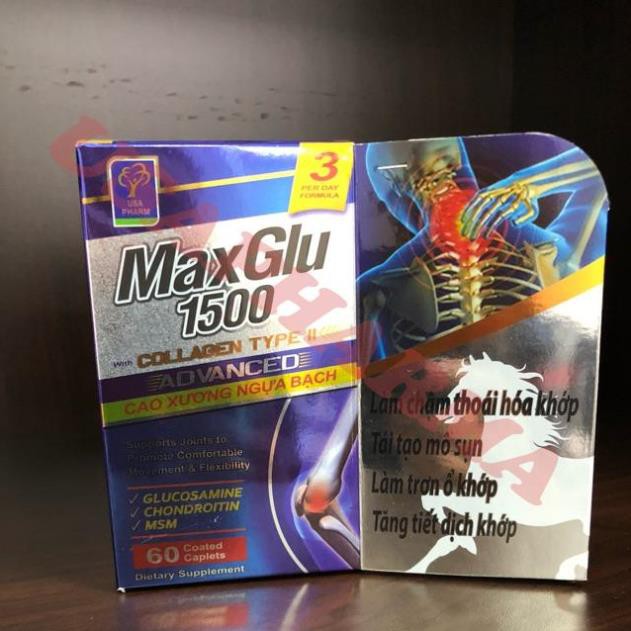 USA
PHARM
3
PER DAY
FORMULA
MaxGlu
1500
With COLLAGEN TYPE II
ADVANCED
CAO XƯƠNG NGỰA BẠCH
Supports Joints to
Promote Comfortable
Movement & Flexibility
✓ GLUCOSAMINE
✓ CHONDROITIN
✓ MSM
60 Coated
Caplets
Dietary Supplement
Làm chậm thoái hóa khớp
Tái tạo mô sụn
Làm trơn ổ khớp
Tăng tiết dịch khớp